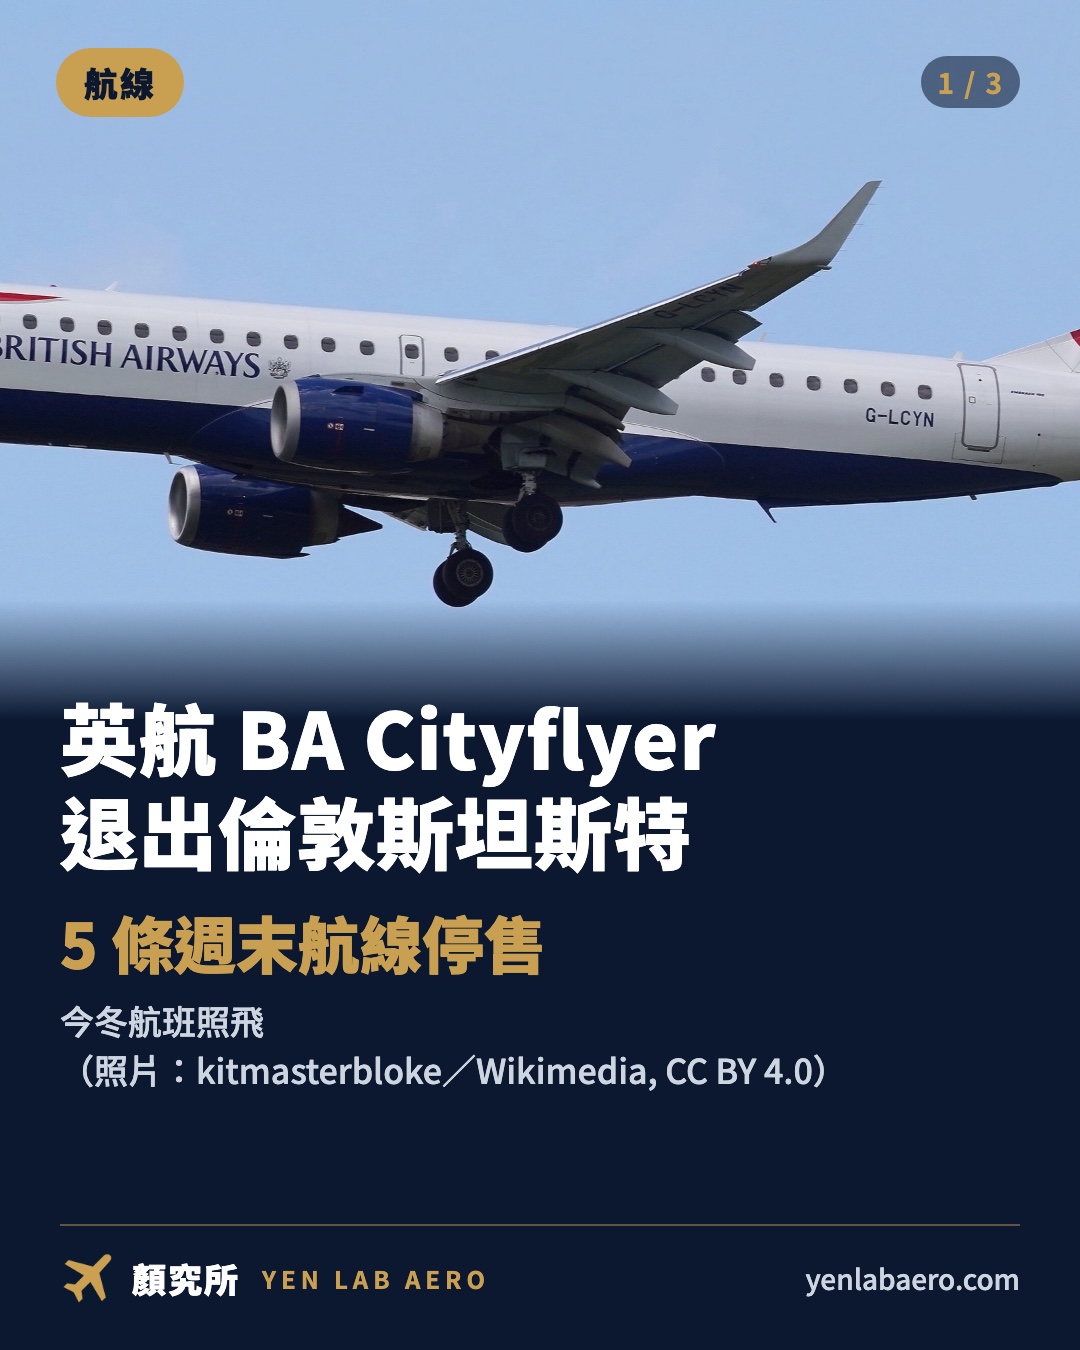 航線
1 / 3
G-LCYN
BRITISH AIRWAYS
G-LCYN
英航 BA Cityflyer
退出倫敦斯坦斯特
5 條週末航線停售
今冬航班照飛
（照片：kitmasterbloke／Wikimedia, CC BY 4.0）
顏究所 YEN LAB AERO
yenlabaero.com